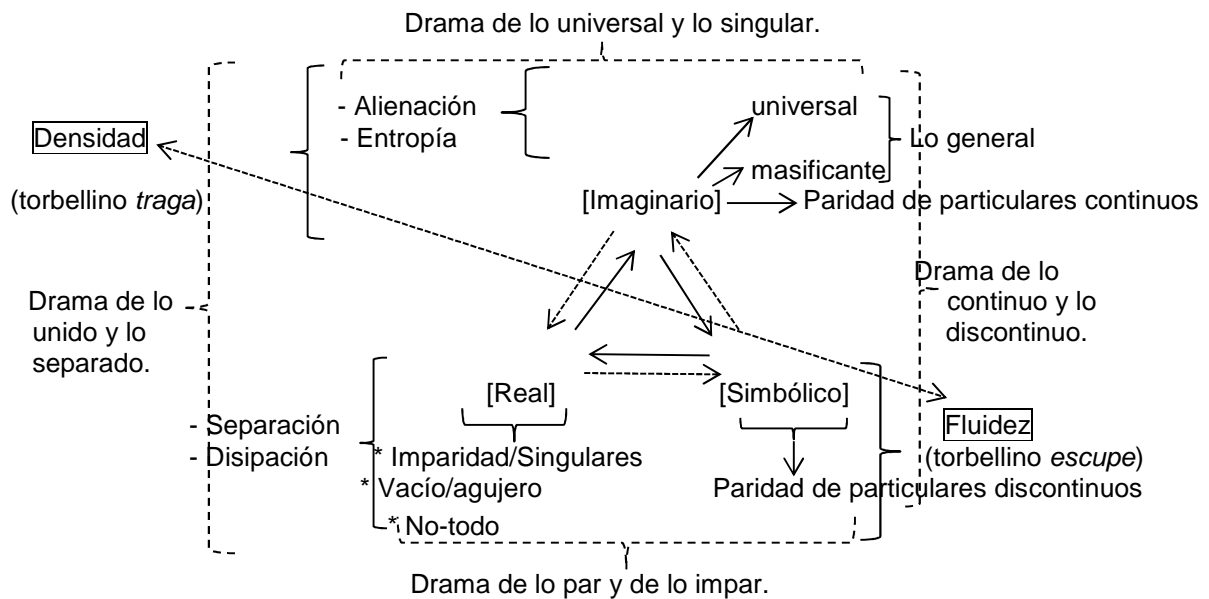 Drama de lo universal y lo singular.
- Alienación
- Entropía
universal
Densidad
Lo general
masificante
(torbellino traga)
[Imaginario]
Paridad de particulares continuos
Drama de lo
unido y lo
separado.
Drama de lo
continuo y lo
discontinuo.
[Real]
[Simbólico]
- Separación
- Disipación
Fluidez
(torbellino escupe)
* Imparidad/Singulares
* Vacío/agujero
* No-todo
Paridad de particulares discontinuos
Drama de lo par y de lo impar.